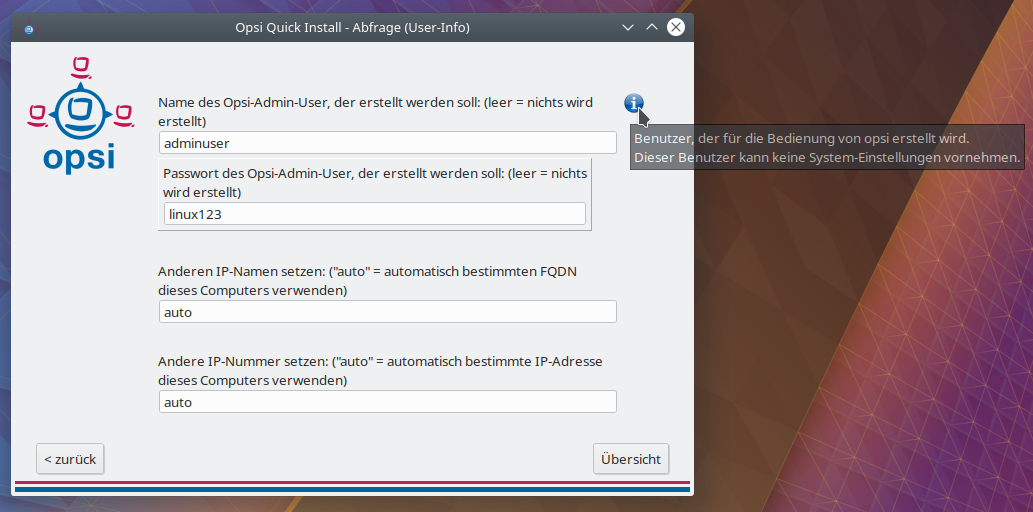 Opsi Quick Install - Abfrage (User-Info)
opsi
Name des Opsi-Admin-User, der erstellt werden soll: (leer = nichts wird
erstellt)
adminuser
Benutzer, der für die Bedienung von opsi erstellt wird.
Dieser Benutzer kann keine System-Einstellungen vornehmen.
Passwort des Opsi-Admin-User, der erstellt werden soll: (leer = nichts
wird erstellt)
linux123
Anderen IP-Namen setzen: ("auto" = automatisch bestimmten FQDN
dieses Computers verwenden)
auto
Andere IP-Nummer setzen: ("auto" = automatisch bestimmte IP-Adresse
dieses Computers verwenden)
auto
< zurück
Übersicht